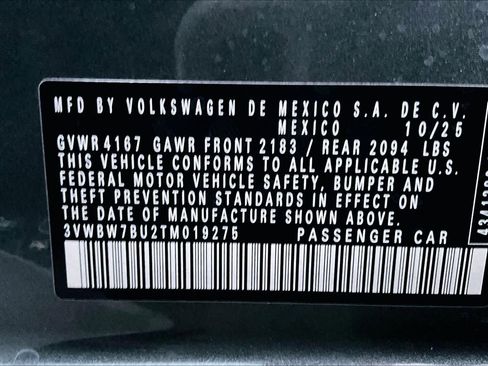 MFD BY VOLKSWAGEN DE MEXICO S.A. DE C.V.
MEXICO 10/25
GVWR 4167 GAWR FRONT 2183 / REAR 2094 LBS
THIS VEHICLE CONFORMS TO ALL APPLICABLE U.S.
FEDERAL MOTOR VEHICLE SAFETY, BUMPER AND
THEFT PREVENTION STANDARDS IN EFFECT ON
THE DATE OF MANUFACTURE SHOWN ABOVE.
3VWBW7BU2TM019275 PASSENGER CAR